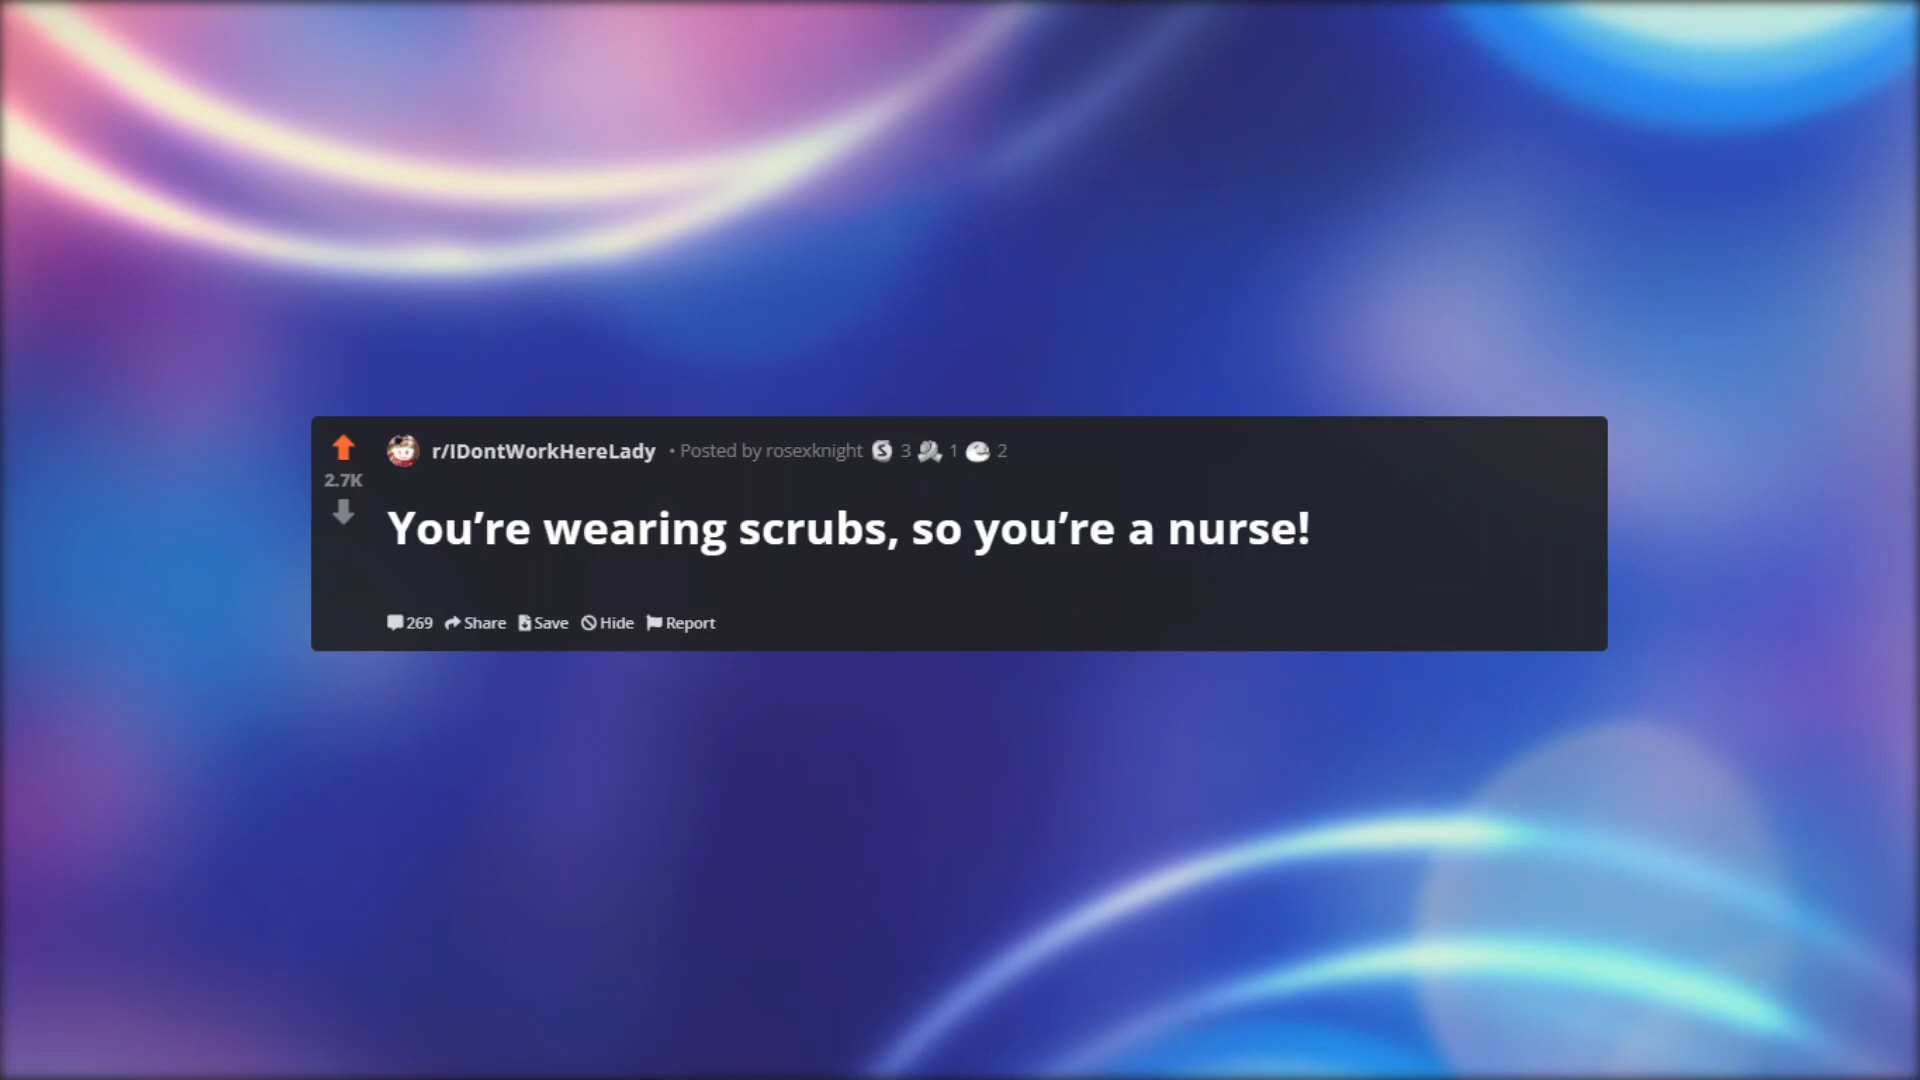 r/IDontWorkHereLady • Posted by rosexknight 3 1 2
2.7K
You’re wearing scrubs, so you’re a nurse!
269 Share Save Hide Report